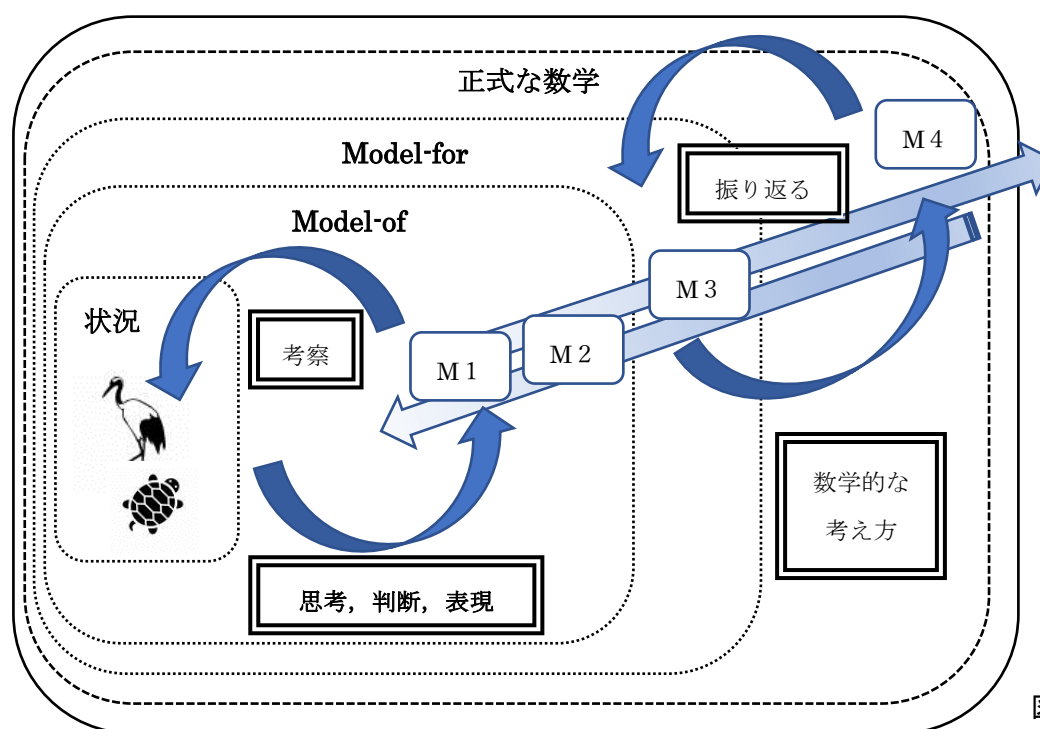 正式な数学
M4
Model-for
振り返る
Model-of
M3
状況
考察
M1
M2
数学的な
考え方
思考，判断，表現